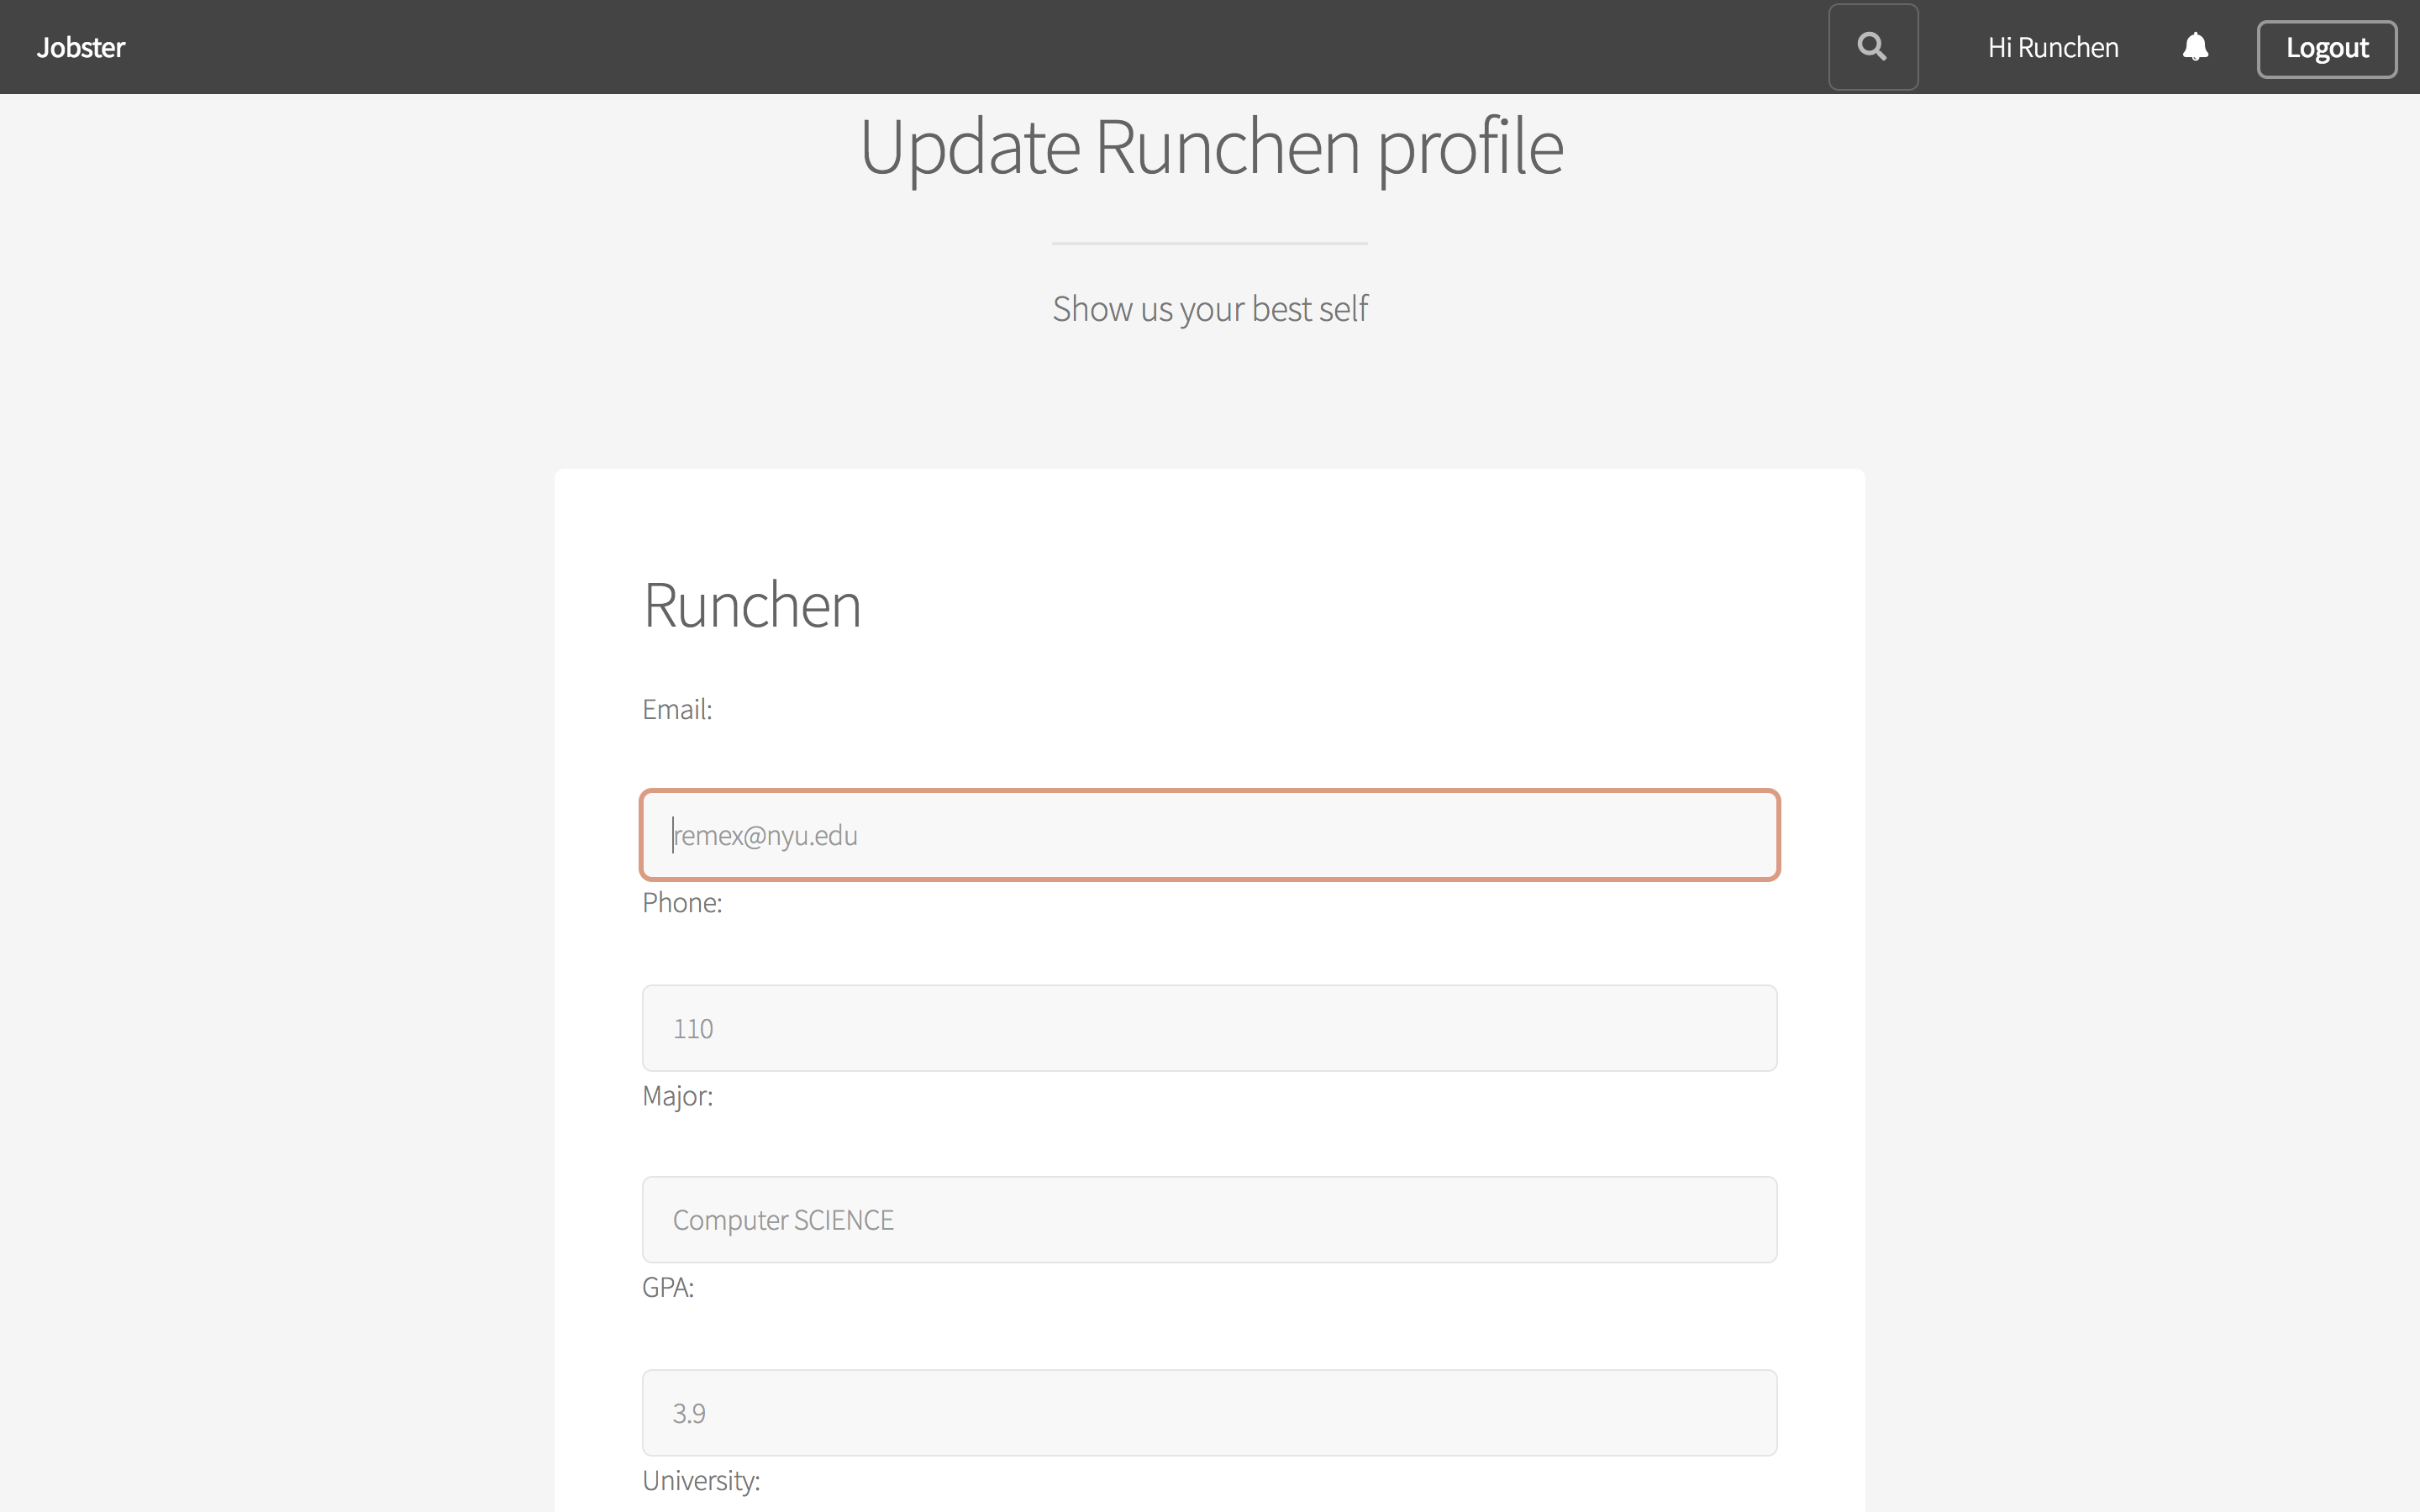 Jobster
Hi Runchen
Logout
Update Runchen profile
Show us your best self
Runchen
Email:
remex@nyu.edu
Phone:
110
Major:
Computer SCIENCE
GPA:
3.9
University: